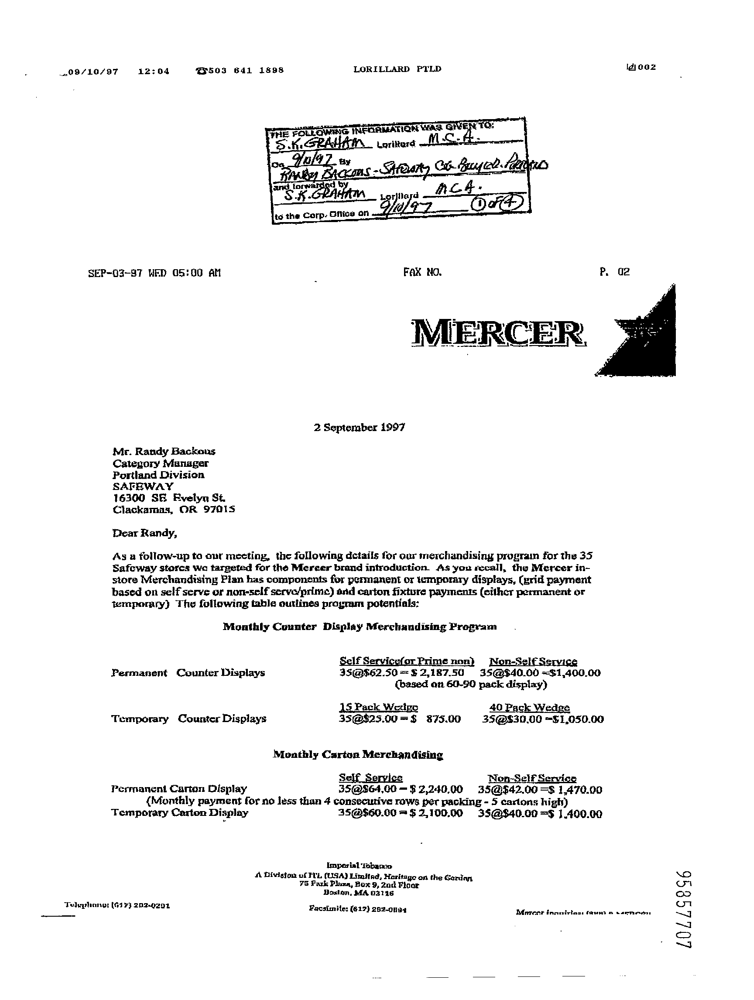 09/10/97 12:04 ☎503 641 1898 LORILLARD PTLD 002
THE FOLLOWING INFORMATION WAS GIVEN TO:
S.K. GRAHAM Lorillard M.C.A.
On 9/10/97 By
RANDY BACKOUS - SAFEWAY
and forwarded by
S.K. GRAHAM Lorillard M.C.A.
to the Corp. Office on 9/10/97 (1 of 4)
SEP-03-97 WED 05:00 AM FAX NO. P. 02
MERCER
2 September 1997
Mr. Randy Backous
Category Manager
Portland Division
SAFEWAY
16300 SE Evelyn St.
Clackamas, OR 97015
Dear Randy,
As a follow-up to our meeting, the following details for our merchandising program for the 35
Safeway stores we targeted for the Mercer brand introduction. As you recall, the Mercer in-
store Merchandising Plan has components for permanent or temporary displays, (grid payment
based on self serve or non-self serve/prime) and carton fixture payments (either permanent or
temporary) The following table outlines program potentials:
Monthly Counter Display Merchandising Program
Self Service(or Prime non) Non-Self Service
Permanent Counter Displays 35@$62.50 = $ 2,187.50 35@$40.00 =$1,400.00
(based on 60-90 pack display)
15 Pack Wedge 40 Pack Wedge
Temporary Counter Displays 35@$25.00 = $ 875.00 35@$30.00 =$1,050.00
Monthly Carton Merchandising
Self Service Non-Self Service
Permanent Carton Display 35@$64.00 = $ 2,240.00 35@$42.00 =$ 1,470.00
(Monthly payment for no less than 4 consecutive rows per packing - 5 cartons high)
Temporary Carton Display 35@$60.00 = $ 2,100.00 35@$40.00 =$ 1,400.00
Imperial Tobacco
A Division of ITL (USA) Limited, Heritage on the Garden
75 Park Plaza, Box 9, 2nd Floor
Boston, MA 02116
Telephone: (617) 292-0201 Facsimile: (617) 292-0894 Mercer Inquiries:
95857707